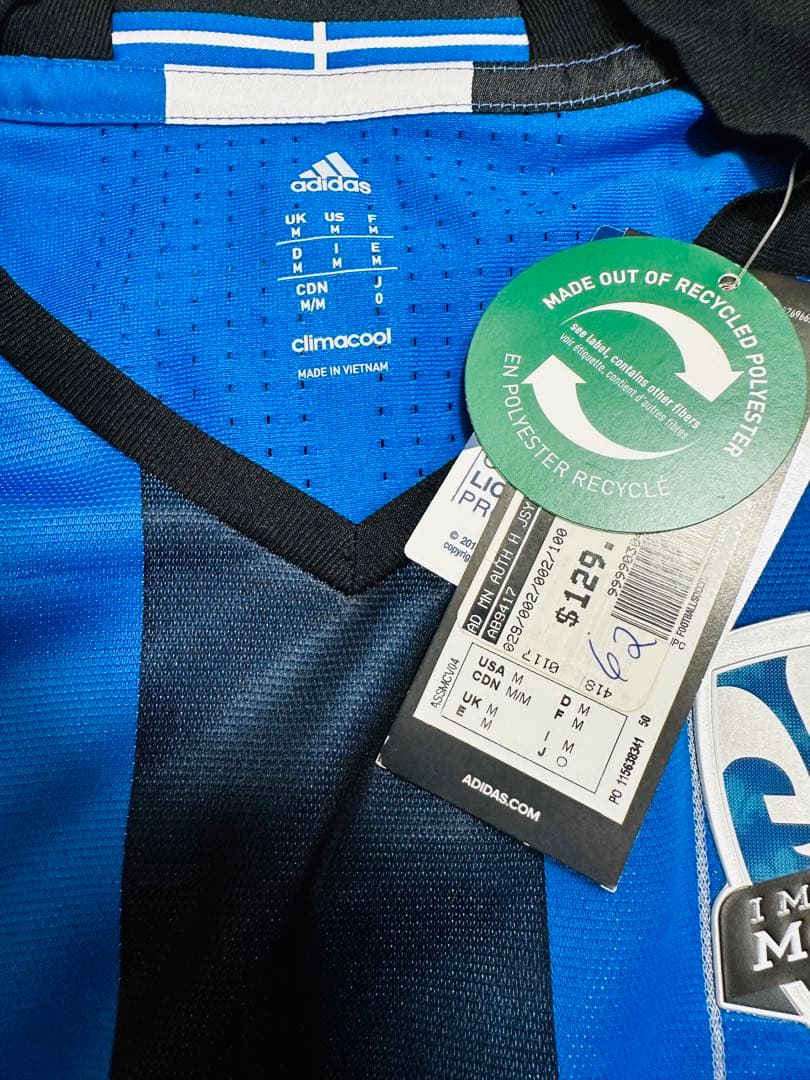 adidas
UK US F
M M M
D I E
M M M
CDN J
M/M O
climacool
MADE IN VIETNAM
MADE OUT OF RECYCLED POLYESTER
see label, contains other fibers
voir étiquette, contient d'autres fibres
EN POLYESTER RECYCLÉ
AD MN AUTH H JSY
AB9417
029/002/002/100
0117
418
$129.
62
ASSMCV04
USA M
CDN M/M
UK M
E M
D M
F M
I M
J O
PO 115638341 50
ADIDAS.COM